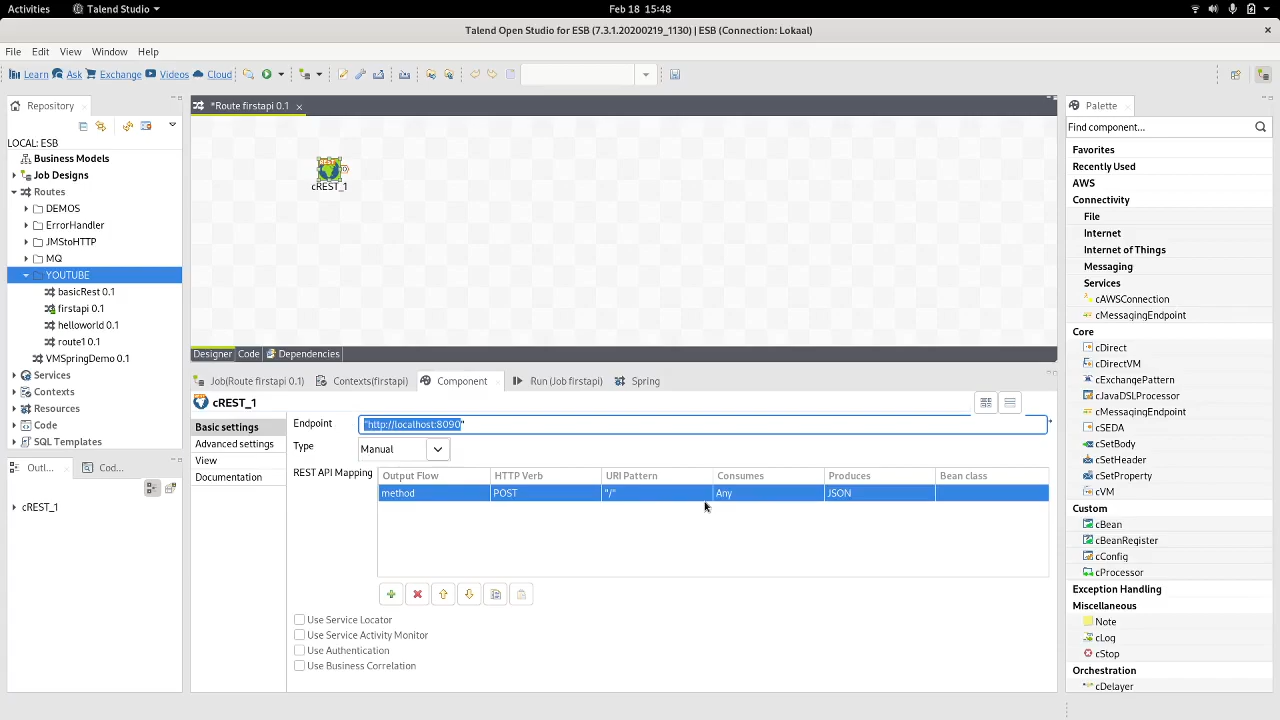 Activities
Talend Studio
Feb 18 15:48
Talend Open Studio for ESB (7.3.1.20200219_1130) | ESB (Connection: Lokaal)
×
File Edit View Window Help
Learn Ask Exchange Videos Cloud
Repository
*Route firstapi 0.1
Palette
Find component...
LOCAL: ESB
Business Models
Job Designs
Routes
DEMOS
ErrorHandler
JMStoHTTP
MQ
YOUTUBE
basicRest 0.1
firstapi 0.1
helloworld 0.1
route1 0.1
VMSpringDemo 0.1
Services
Contexts
Resources
Code
SQL Templates
Outl...
Cod...
cREST_1
REST
cREST_1
Designer Code Dependencies
Job(Route firstapi 0.1) Contexts(firstapi) Component Run (Job firstapi) Spring
cREST_1
Basic settings
Advanced settings
View
Documentation
Endpoint "http://localhost:8090" *
Type Manual
REST API Mapping
Output Flow HTTP Verb URI Pattern Consumes Produces Bean class
method POST "/" Any JSON
Use Service Locator
Use Service Activity Monitor
Use Authentication
Use Business Correlation
Favorites
Recently Used
AWS
Connectivity
File
Internet
Internet of Things
Messaging
Services
cAWSConnection
cMessagingEndpoint
Core
cDirect
cDirectVM
cExchangePattern
cJavaDSLProcessor
cMessagingEndpoint
cSEDA
cSetBody
cSetHeader
cSetProperty
cVM
Custom
cBean
cBeanRegister
cConfig
cProcessor
Exception Handling
Miscellaneous
Note
cLog
cStop
Orchestration
cDelayer